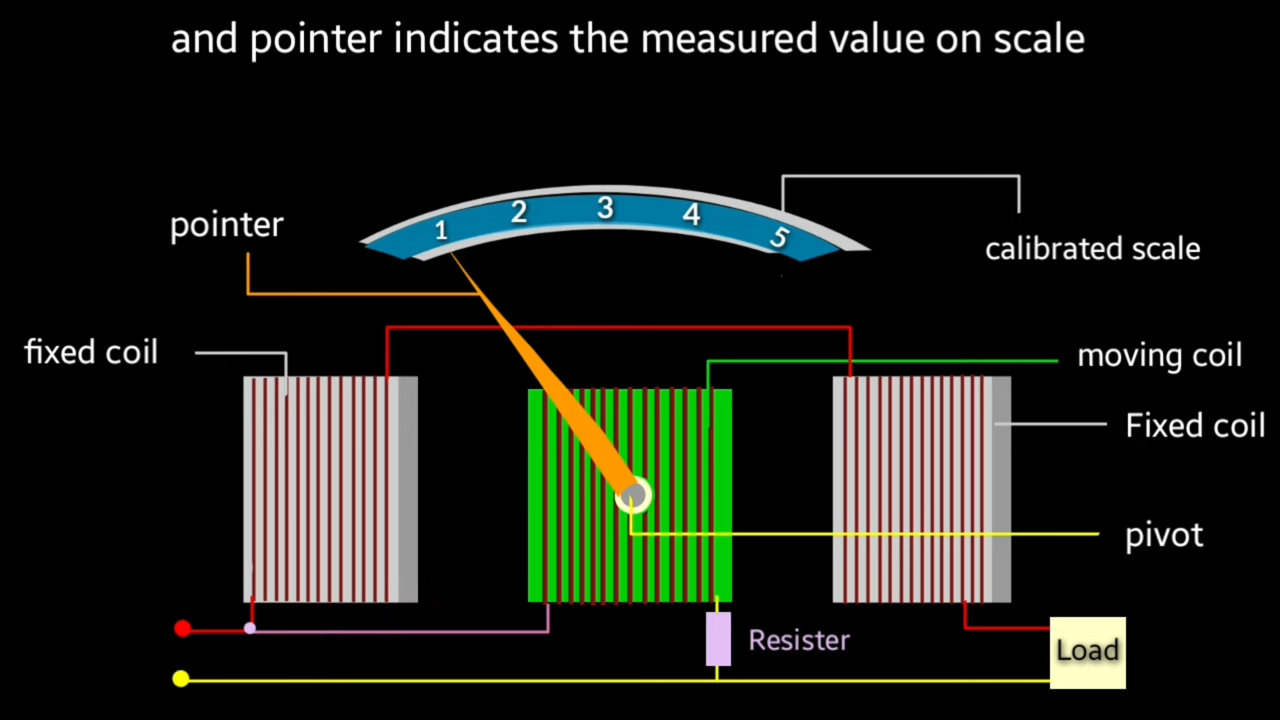 and pointer indicates the measured value on scale
1 2 3 4 5
pointer
calibrated scale
fixed coil
moving coil
Fixed coil
pivot
Resister
Load